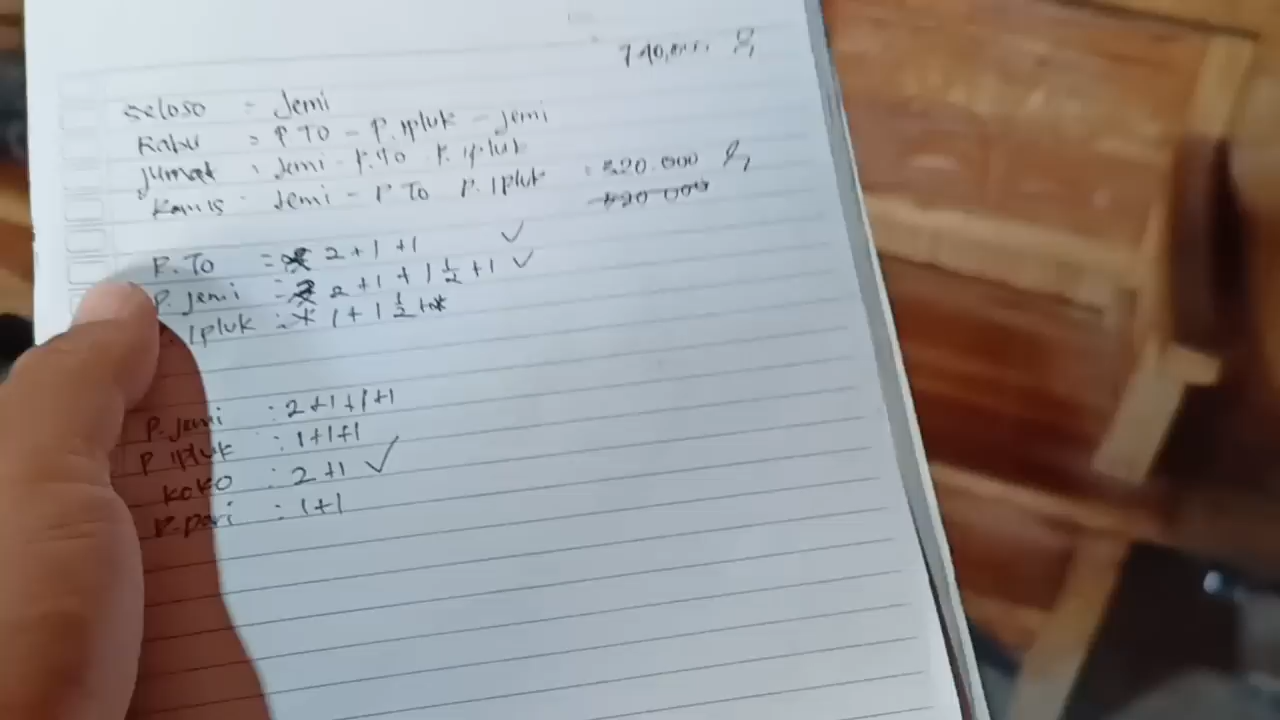 seloso = Jemi
Rabu = P TO - P. Ipluk - Jemi
Jumat : Jemi - P. To P. Ipluk
Kamis - Jemi - P To P. Ipluk : 320.000
P. To = 2 + 1 + 1 ✓
P. Jemi = 2 + 1 + 1 1/2 + 1 ✓
Ipluk : 1 + 1 1/2
P. Jemi : 2 + 1 + 1 + 1
P Ipluk : 1 + 1 + 1
KOKO : 2 + 1 ✓
P. Pari : 1 + 1